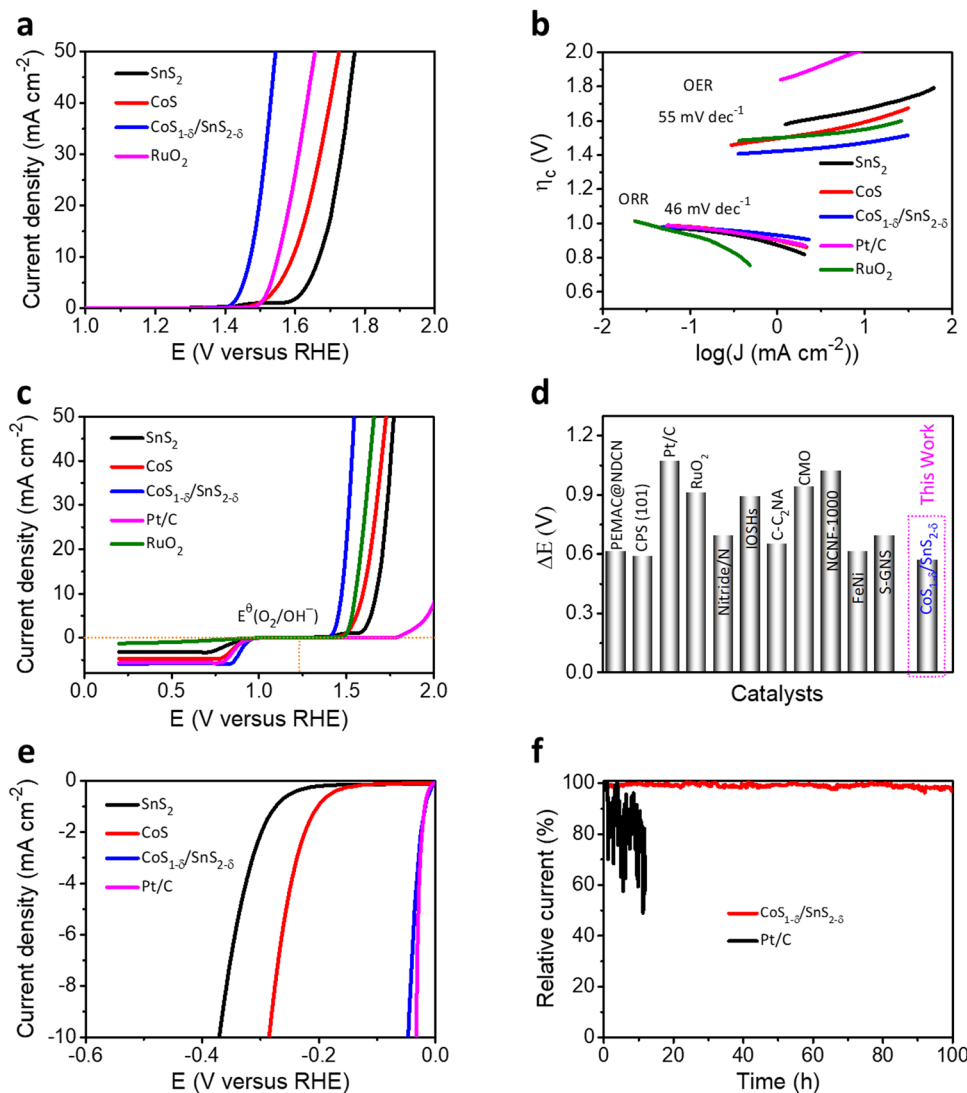 a
50
40
30
20
10
0
Current density (mA cm⁻²)
SnS₂
CoS
CoS₁₋δ/SnS₂₋δ
RuO₂
1.0 1.2 1.4 1.6 1.8 2.0
E (V versus RHE)
b
2.0
1.8
1.6
1.4
1.2
1.0
0.8
0.6
ηc (V)
OER
55 mV dec⁻¹
ORR
46 mV dec⁻¹
SnS₂
CoS
CoS₁₋δ/SnS₂₋δ
Pt/C
RuO₂
-2 -1 0 1 2
log(J (mA cm⁻²))
c
50
40
30
20
10
0
Current density (mA cm⁻²)
SnS₂
CoS
CoS₁₋δ/SnS₂₋δ
Pt/C
RuO₂
E^θ(O₂/OH⁻)
0.0 0.5 1.0 1.5 2.0
E (V versus RHE)
d
1.2
0.9
0.6
0.3
0.0
ΔE (V)
PEMAC@NDCN
CPS (101)
Pt/C
RuO₂
Nitride/N
IOSHs
C-C₂NA
CMO
NCNF-1000
FeNi
S-GNS
CoS₁₋δ/SnS₂₋δ
This Work
Catalysts
e
0
-2
-4
-6
-8
-10
Current density (mA cm⁻²)
SnS₂
CoS
CoS₁₋δ/SnS₂₋δ
Pt/C
-0.6 -0.4 -0.2 0.0
E (V versus RHE)
f
100
80
60
40
20
0
Relative current (%)
CoS₁₋δ/SnS₂₋δ
Pt/C
0 20 40 60 80 100
Time (h)